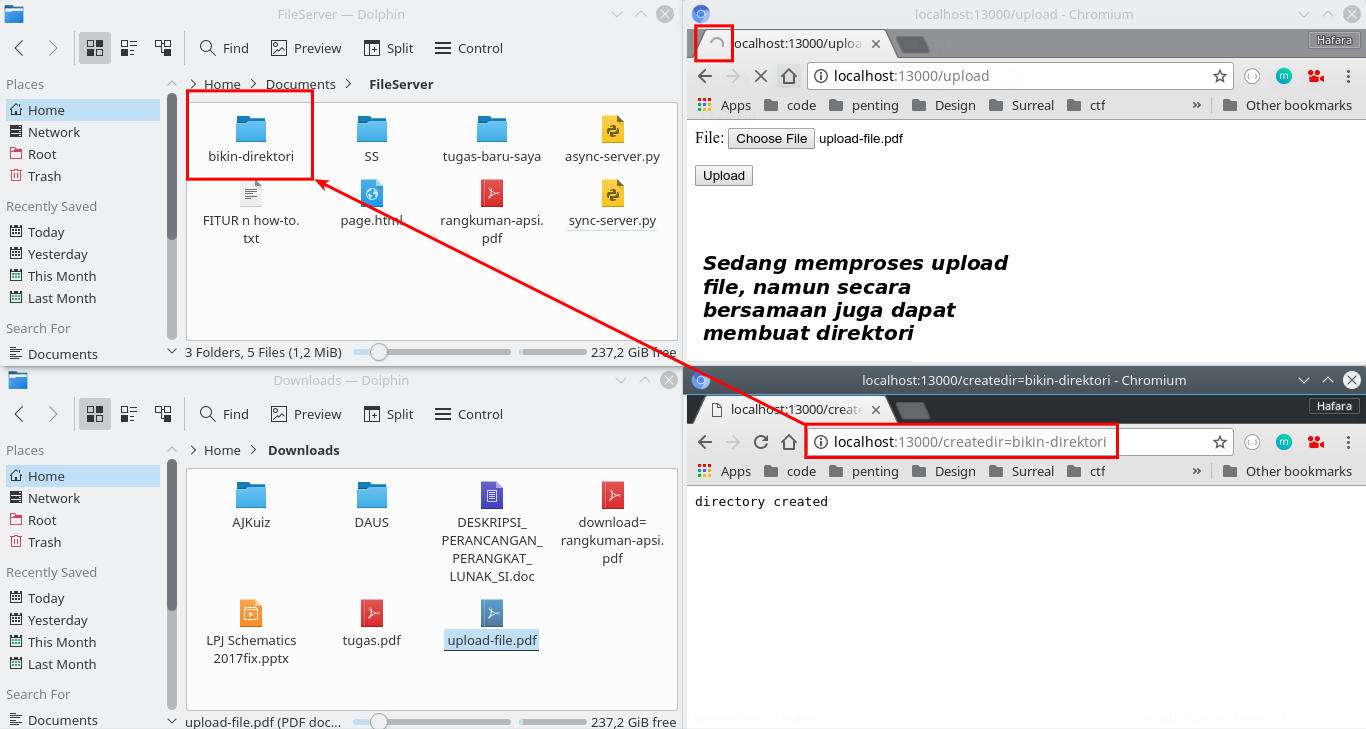 FileServer — Dolphin
Find Preview Split Control
Places
Home
Network
Root
Trash
Recently Saved
Today
Yesterday
This Month
Last Month
Search For
Documents
Home Documents FileServer
bikin-direktori SS tugas-baru-saya async-server.py
FITUR n how-to.
txt
page.html
rangkuman-apsi.
pdf
sync-server.py
3 Folders, 5 Files (1,2 MiB) 237,2 GiB free
localhost:13000/upload - Chromium
localhost:13000/uploa
Hafara
localhost:13000/upload
m
Apps code penting Design Surreal ctf » Other bookmarks
File: Choose File upload-file.pdf
Upload
Sedang memproses upload
file, namun secara
bersamaan juga dapat
membuat direktori
Downloads — Dolphin
Find Preview Split Control
Places
Home
Network
Root
Trash
Recently Saved
Today
Yesterday
This Month
Last Month
Search For
Documents
Home Downloads
AJKuiz DAUS
DESKRIPSI_
PERANCANGAN_
PERANGKAT_
LUNAK_SI.doc
download=
rangkuman-apsi.
pdf
LPJ Schematics
2017fix.pptx
tugas.pdf
upload-file.pdf
upload-file.pdf (PDF doc... 237,2 GiB free
localhost:13000/createdir=bikin-direktori - Chromium
localhost:13000/create
Hafara
localhost:13000/createdir=bikin-direktori
m
Apps code penting Design Surreal ctf » Other bookmarks
directory created